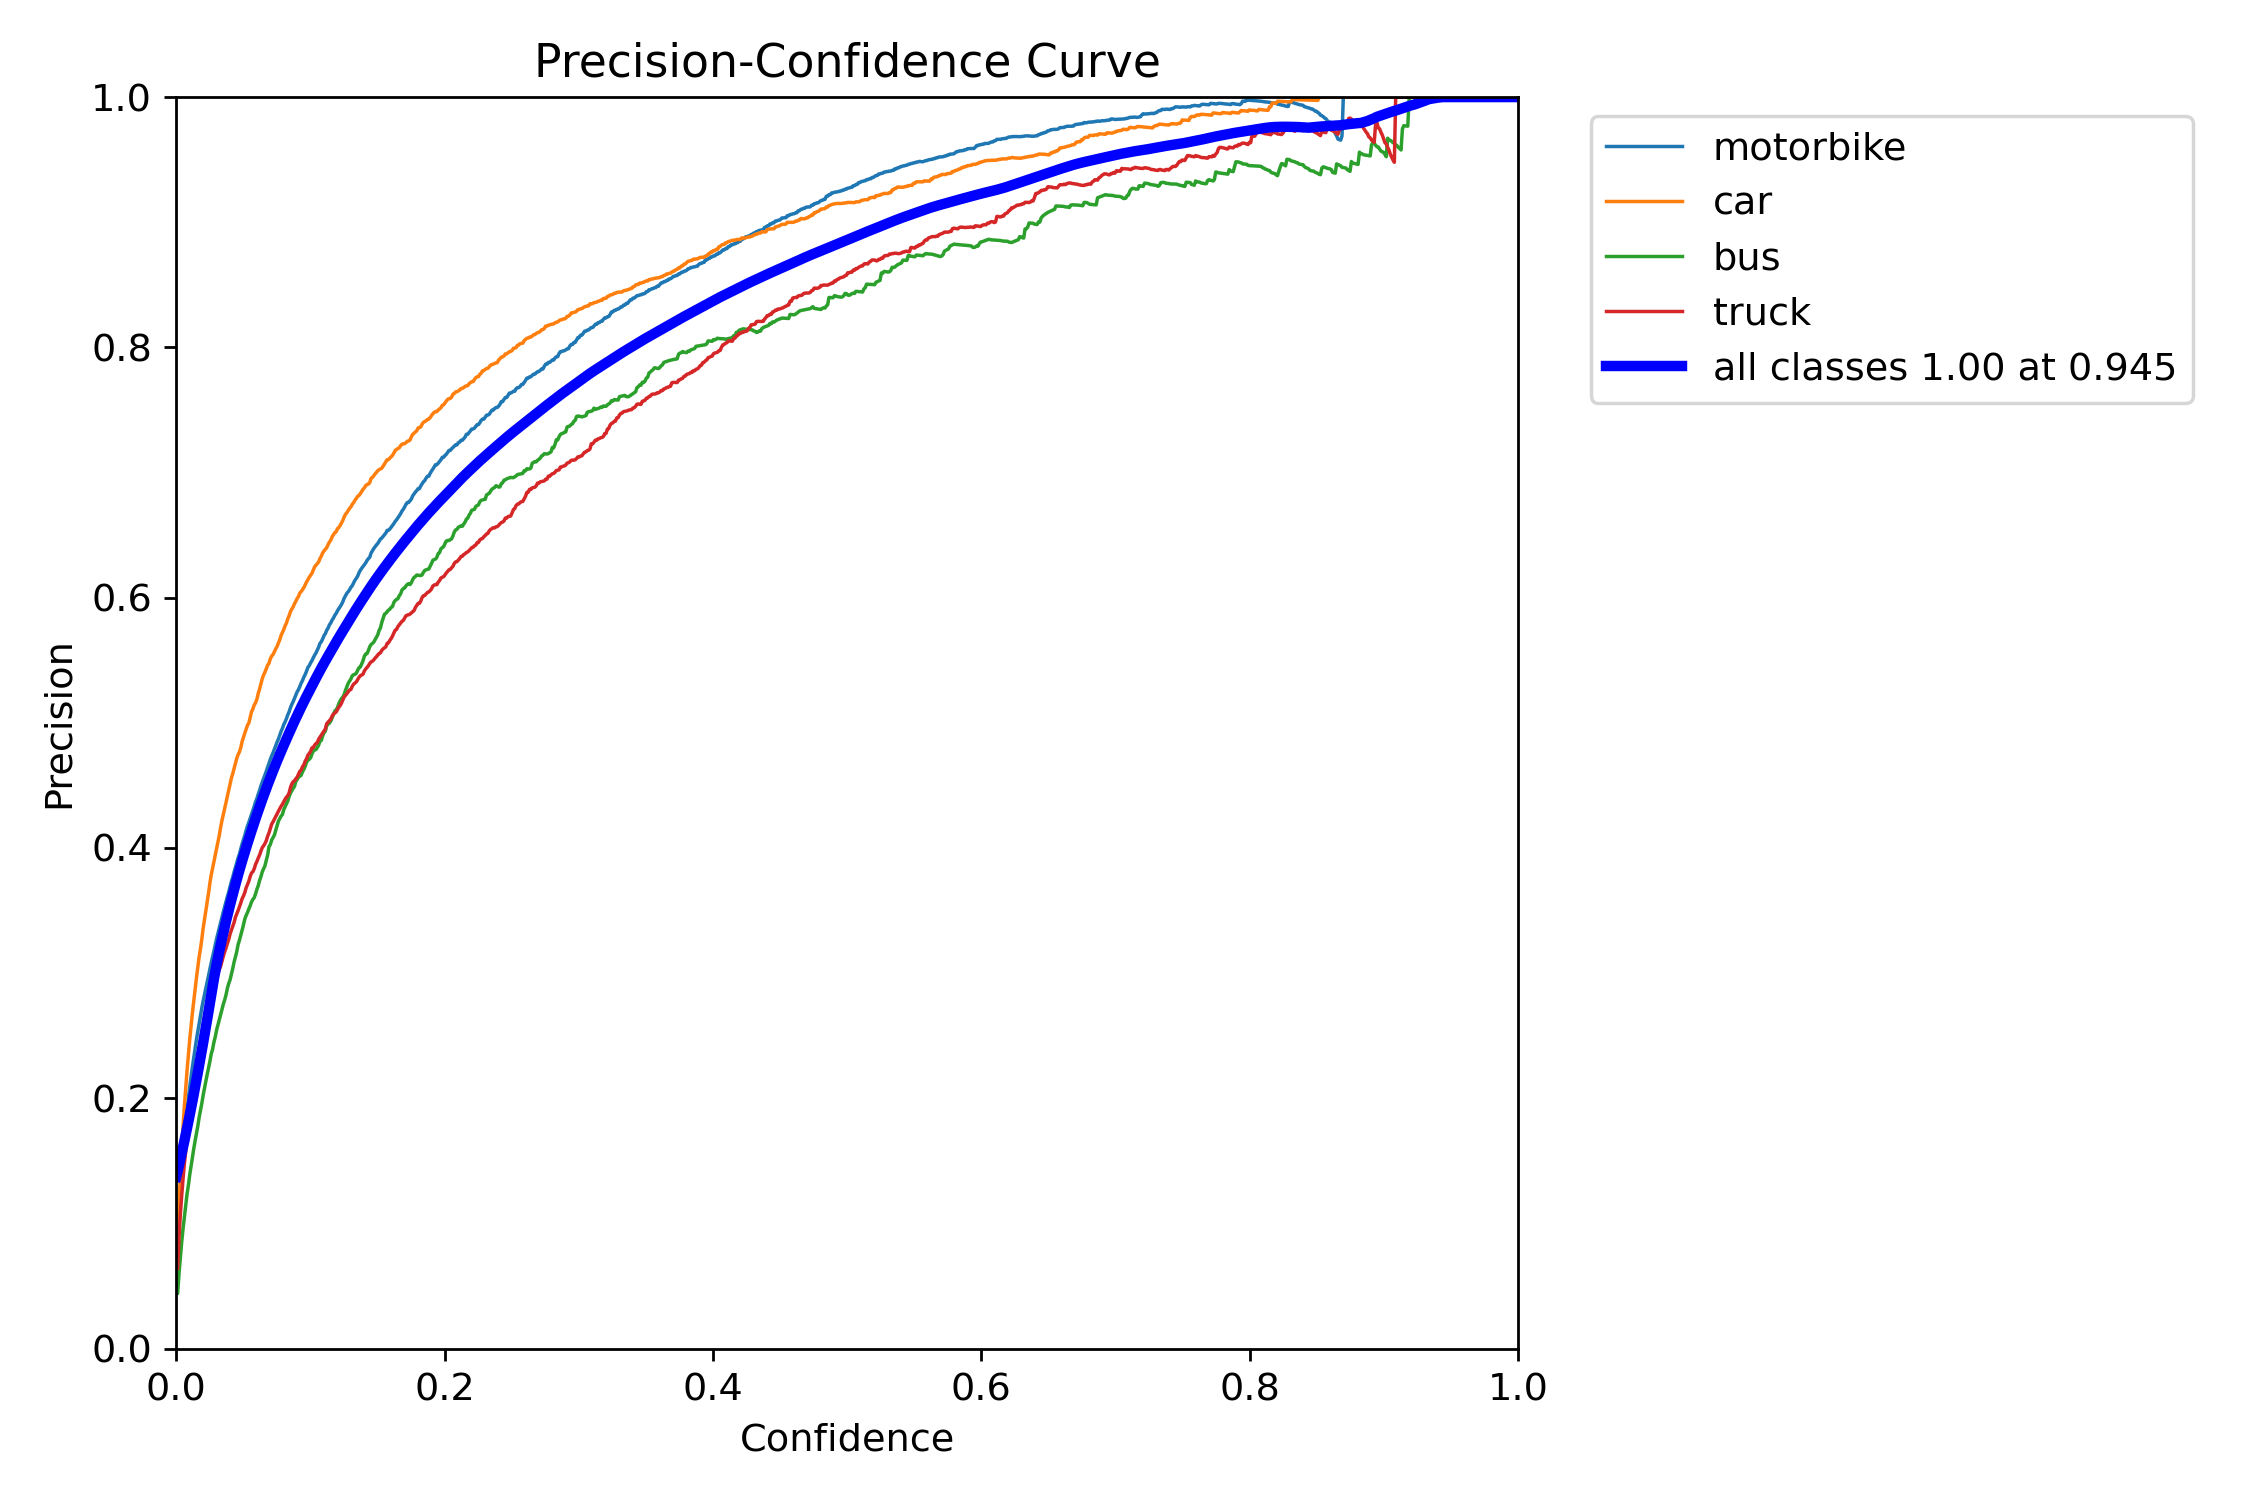 Precision-Confidence Curve
1.0
0.8
0.6
0.4
0.2
0.0
Precision
0.0 0.2 0.4 0.6 0.8 1.0
Confidence
motorbike
car
bus
truck
all classes 1.00 at 0.945